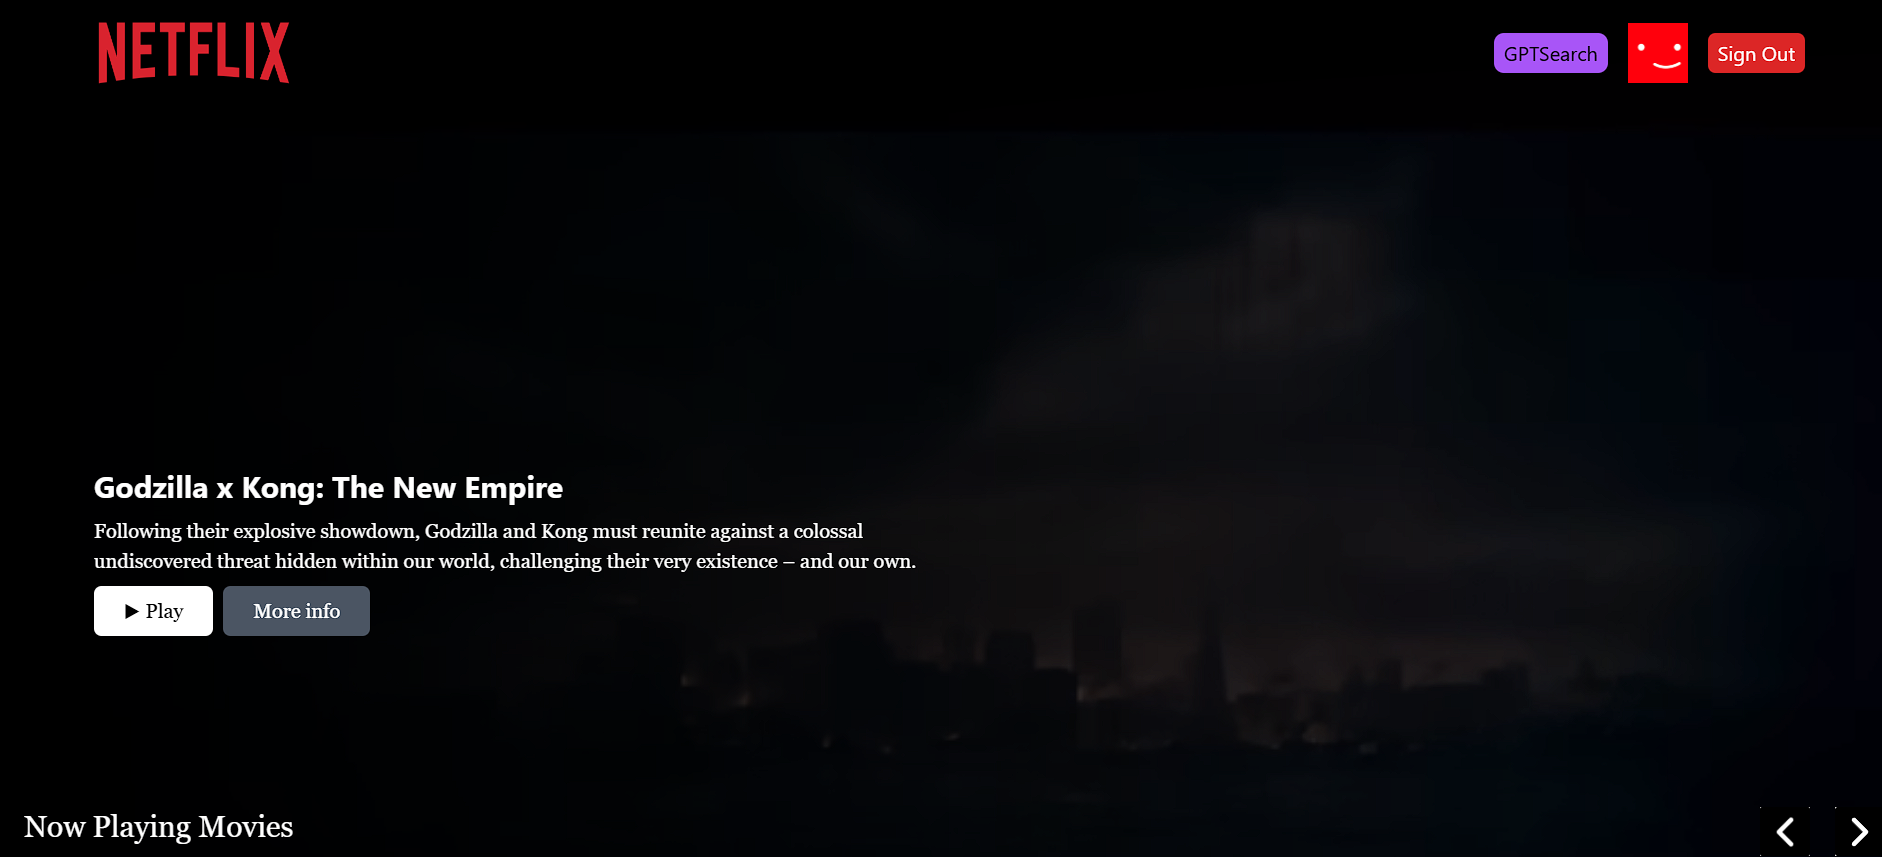 NETFLIX
GPTSearch
Sign Out
Godzilla x Kong: The New Empire
Following their explosive showdown, Godzilla and Kong must reunite against a colossal
undiscovered threat hidden within our world, challenging their very existence – and our own.
Play
More info
Now Playing Movies